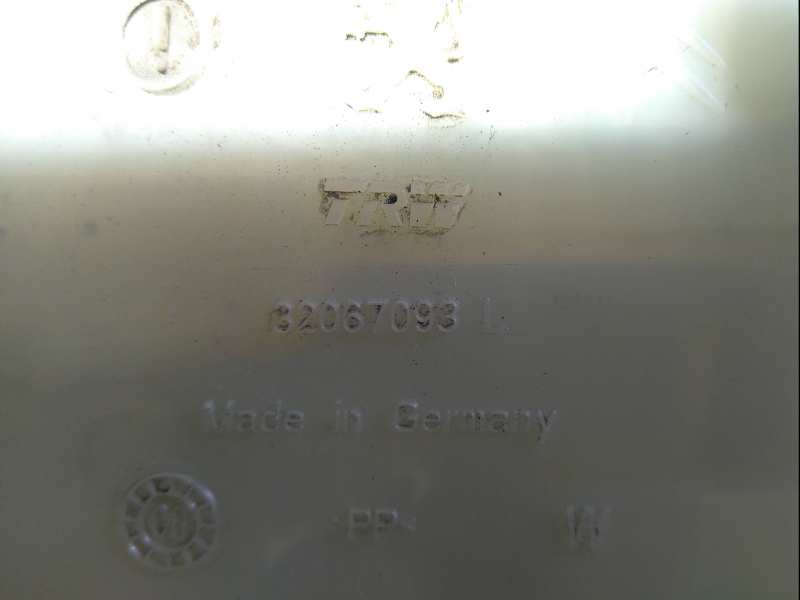 TRW
32067093 L
Made in Germany
>PP< W